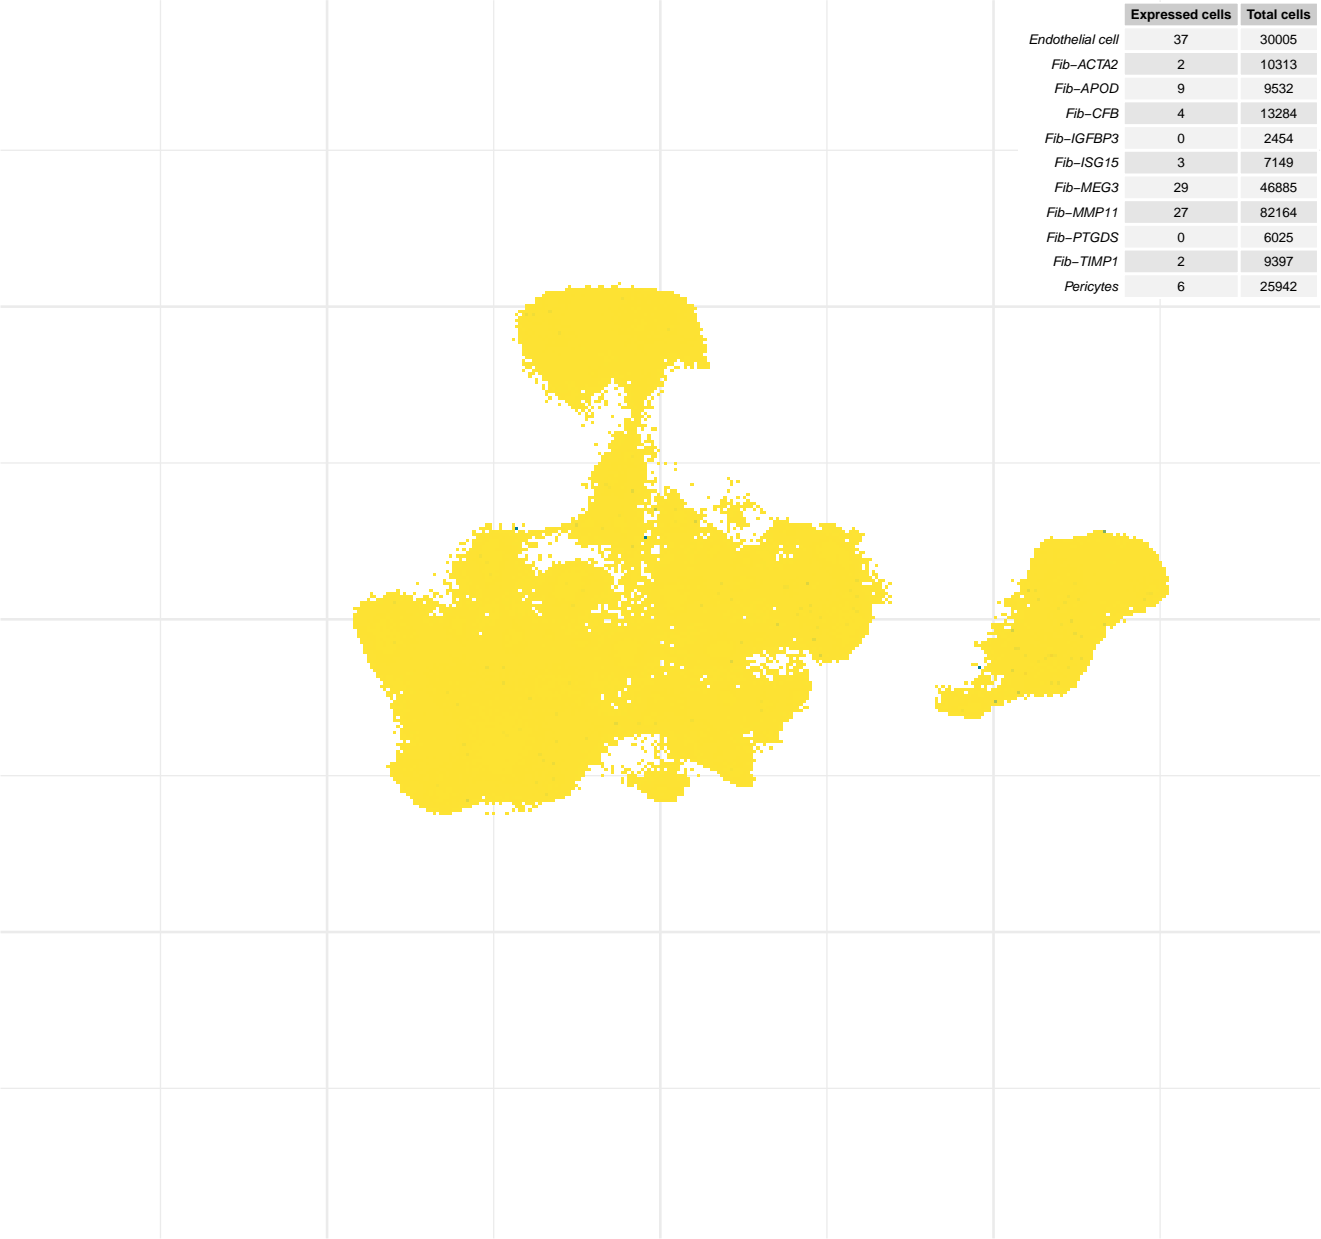 Expressed cells Total cells
Endothelial cell 37 30005
Fib−ACTA2 2 10313
Fib−APOD 9 9532
Fib−CFB 4 13284
Fib−IGFBP3 0 2454
Fib−ISG15 3 7149
Fib−MEG3 29 46885
Fib−MMP11 27 82164
Fib−PTGDS 0 6025
Fib−TIMP1 2 9397
Pericytes 6 25942